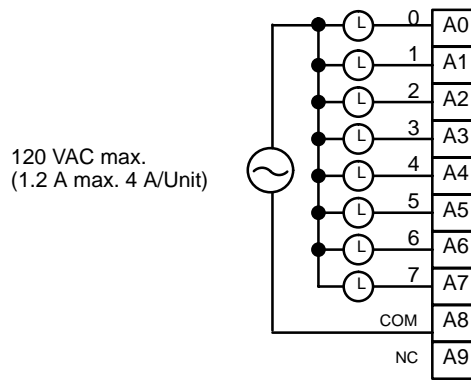 0 A0
L
1 A1
L
2 A2
L
3 A3
L
120 VAC max.
(1.2 A max. 4 A/Unit)
4 A4
L
5 A5
L
6 A6
L
7 A7
L
COM A8
NC A9